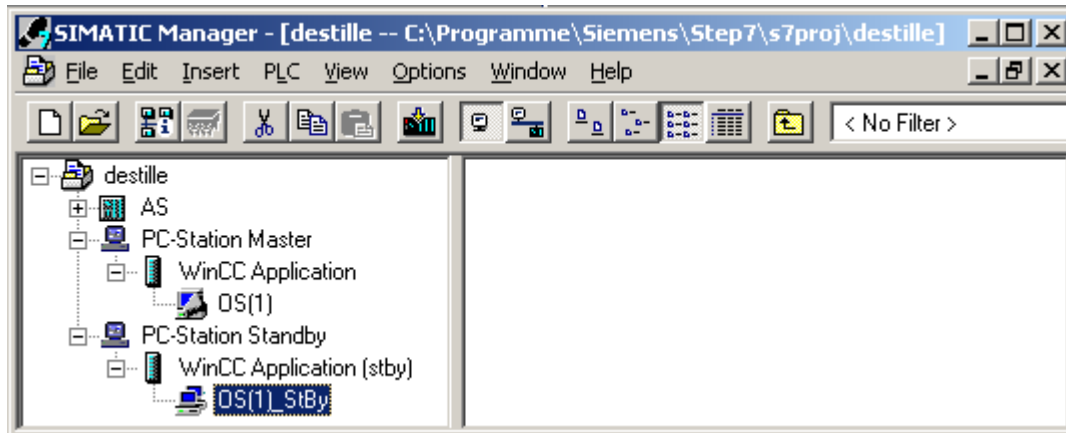 SIMATIC Manager - [destille -- C:\Programme\Siemens\Step7\s7proj\destille]
File Edit Insert PLC View Options Window Help
< No Filter >
destille
AS
PC-Station Master
WinCC Application
OS(1)
PC-Station Standby
WinCC Application (stby)
OS(1)_StBy